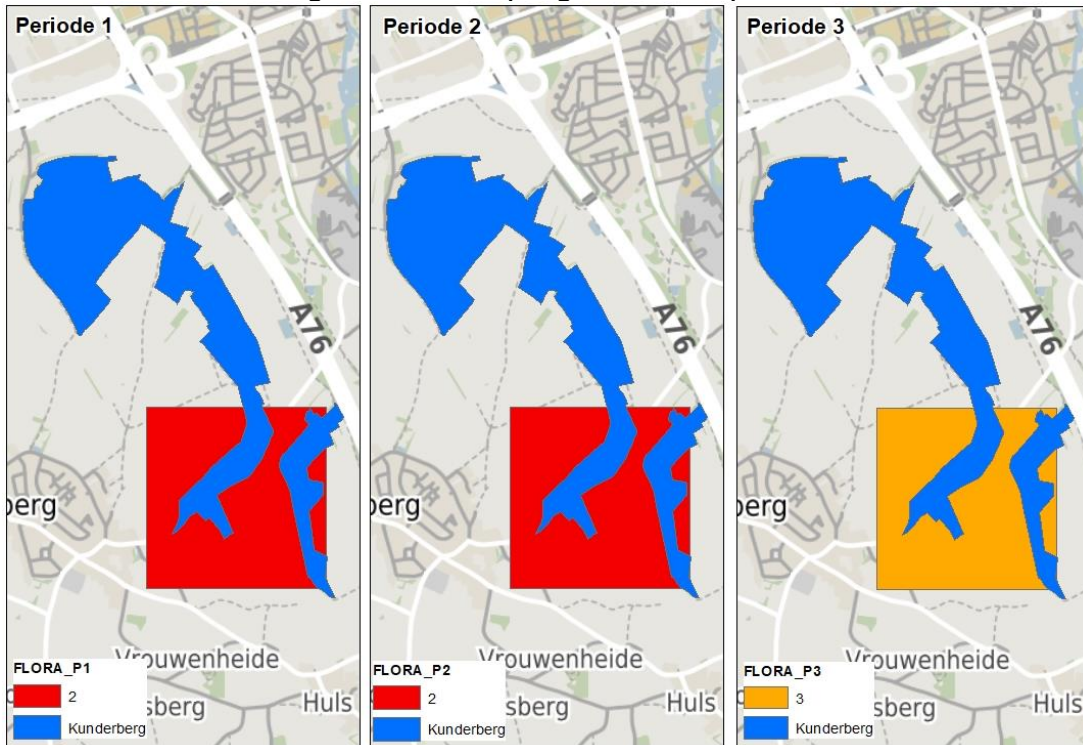 Periode 1
A76
berg
Vrouwenheide
sberg
Huls
FLORA_P1
2
Kunderberg
Periode 2
A76
berg
Vrouwenheide
sberg
Huls
FLORA_P2
2
Kunderberg
Periode 3
A76
berg
Vrouwenheide
sberg
Huls
FLORA_P3
3
Kunderberg